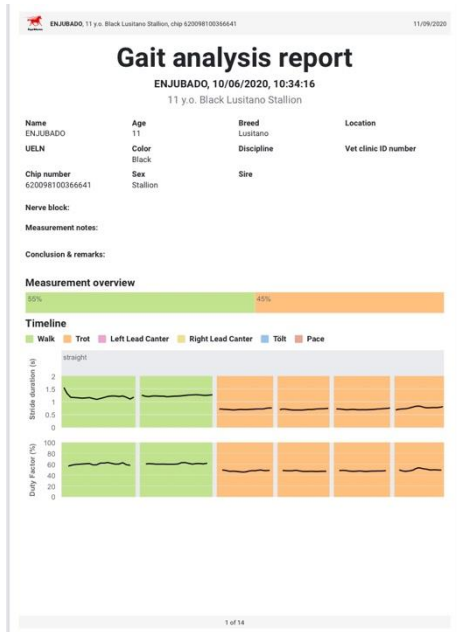 ENJUBADO, 11 y.o. Black Lusitano Stallion, chip 620098100366641 11/09/2020
Gait analysis report
ENJUBADO, 10/06/2020, 10:34:16
11 y.o. Black Lusitano Stallion
Name Age Breed Location
ENJUBADO 11 Lusitano
UELN Color Discipline Vet clinic ID number
Black
Chip number Sex Sire
620098100366641 Stallion
Nerve block:
Measurement notes:
Conclusion & remarks:
Measurement overview
55% 45%
Timeline
Walk Trot Left Lead Canter Right Lead Canter Tölt Pace
straight
Stride duration (s)
2
1.5
1
0.5
0
Duty Factor (%)
100
80
60
40
20
0
1 of 14